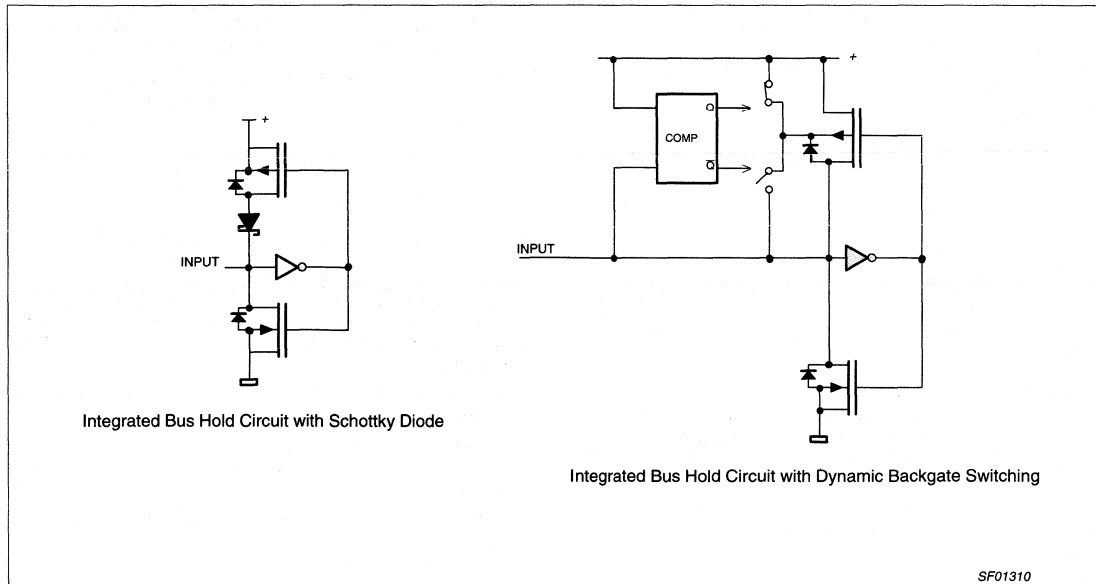 +
INPUT
Integrated Bus Hold Circuit with Schottky Diode
+
COMP
Q
Q̅
INPUT
Integrated Bus Hold Circuit with Dynamic Backgate Switching
SF01310